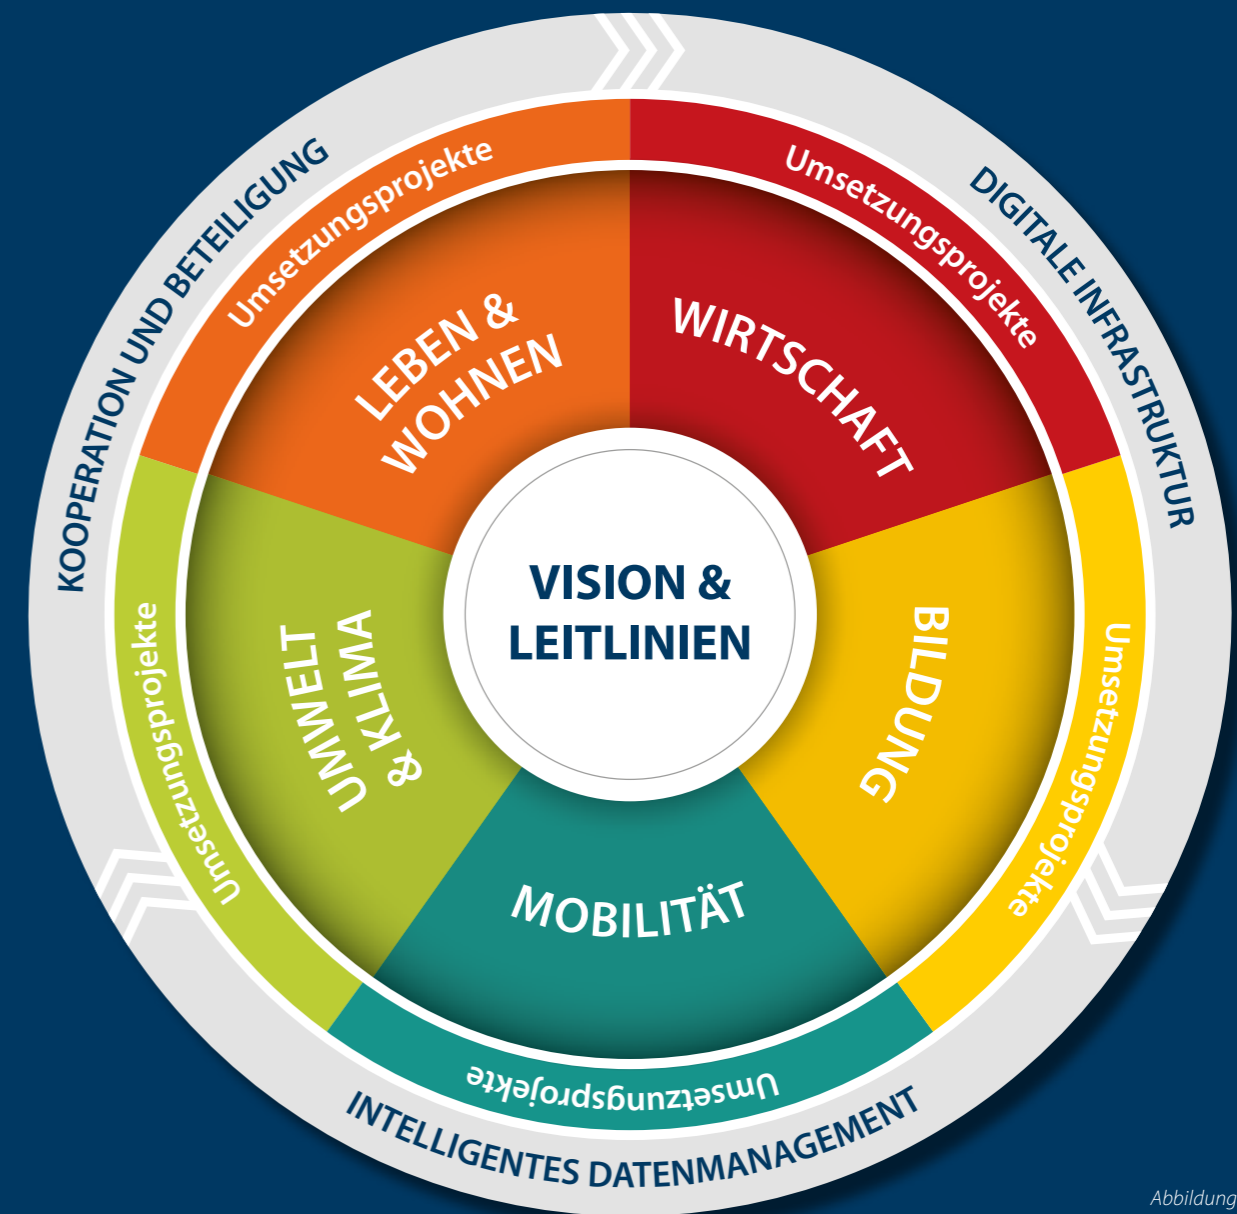 VISION &
LEITLINIEN
WIRTSCHAFT
BILDUNG
MOBILITÄT
UMWELT
& KLIMA
LEBEN &
WOHNEN
Umsetzungsprojekte
Umsetzungsprojekte
Umsetzungsprojekte
Umsetzungsprojekte
Umsetzungsprojekte
DIGITALE INFRASTRUKTUR
INTELLIGENTES DATENMANAGEMENT
KOOPERATION UND BETEILIGUNG
Abbildung